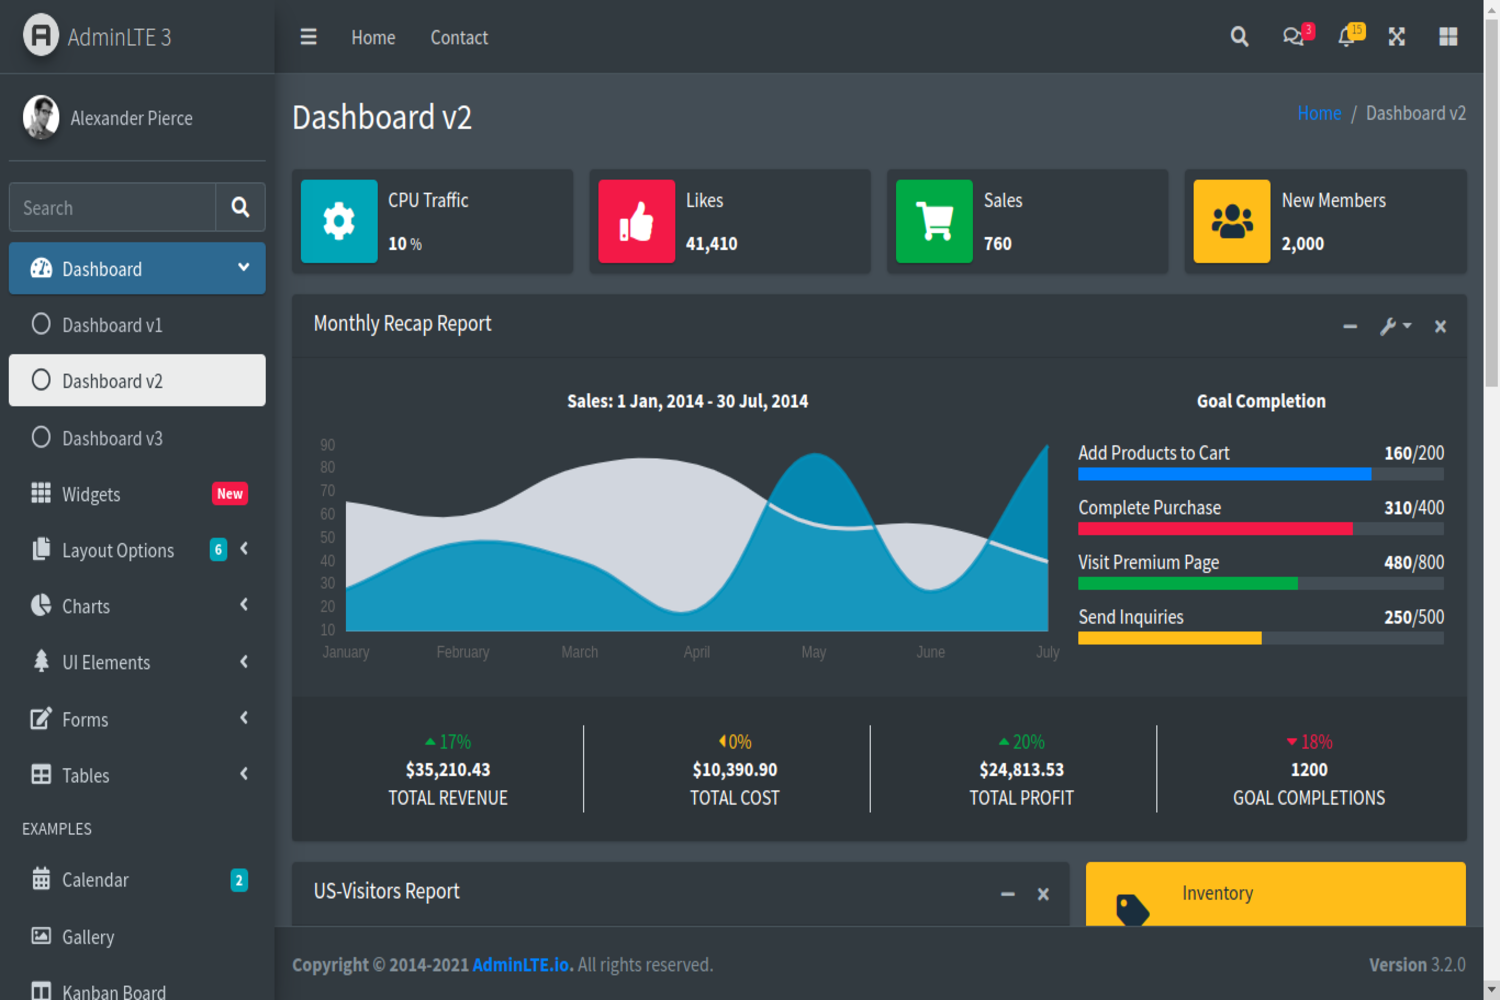 AdminLTE 3
Home
Contact
3
15
Alexander Pierce
Search
Dashboard
Dashboard v1
Dashboard v2
Dashboard v3
Widgets New
Layout Options 6
Charts
UI Elements
Forms
Tables
EXAMPLES
Calendar 2
Gallery
Kanban Board
Dashboard v2
Home / Dashboard v2
CPU Traffic
10 %
Likes
41,410
Sales
760
New Members
2,000
Monthly Recap Report
Sales: 1 Jan, 2014 - 30 Jul, 2014
90
80
70
60
50
40
30
20
10
January February March April May June July
Goal Completion
Add Products to Cart 160/200
Complete Purchase 310/400
Visit Premium Page 480/800
Send Inquiries 250/500
17%
$35,210.43
TOTAL REVENUE
0%
$10,390.90
TOTAL COST
20%
$24,813.53
TOTAL PROFIT
18%
1200
GOAL COMPLETIONS
US-Visitors Report
Inventory
Copyright © 2014-2021 AdminLTE.io. All rights reserved.
Version 3.2.0